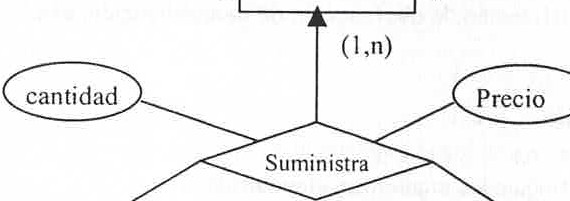 (1,n)
cantidad
Precio
Suministra